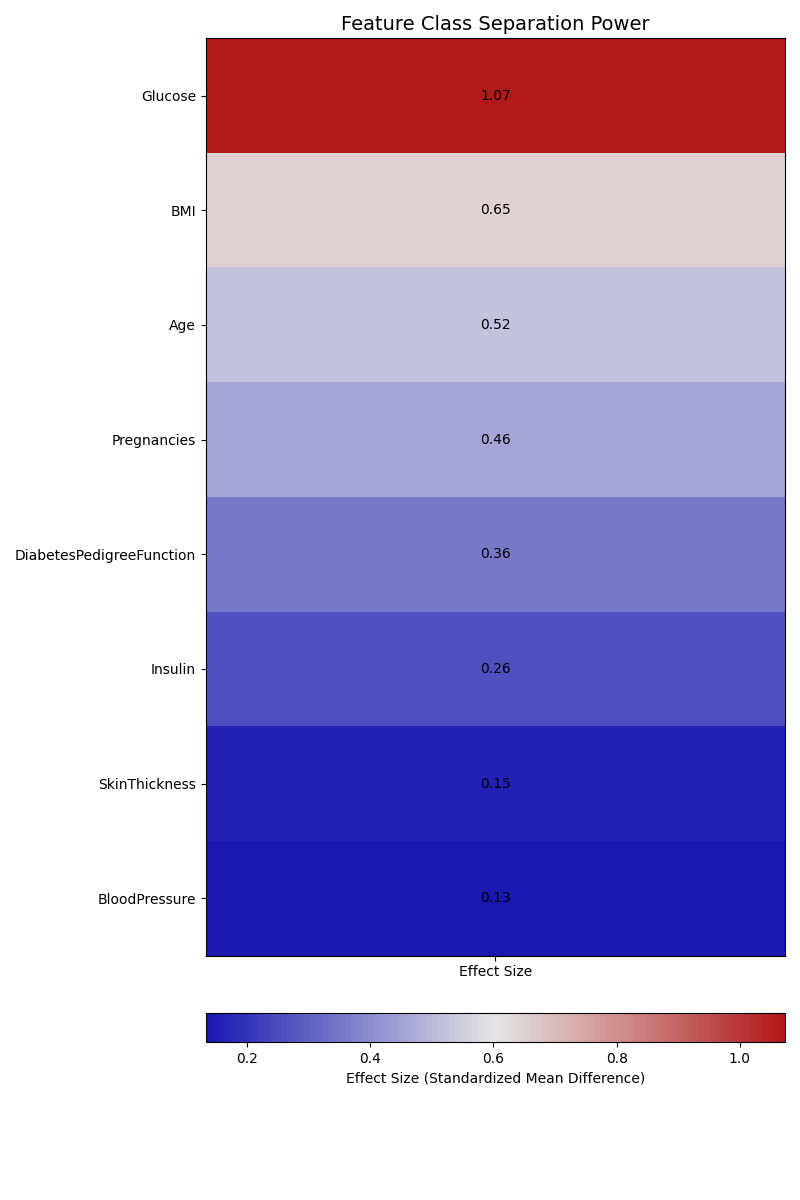 Feature Class Separation Power
Glucose 1.07
BMI 0.65
Age 0.52
Pregnancies 0.46
DiabetesPedigreeFunction 0.36
Insulin 0.26
SkinThickness 0.15
BloodPressure 0.13
Effect Size
0.2 0.4 0.6 0.8 1.0
Effect Size (Standardized Mean Difference)